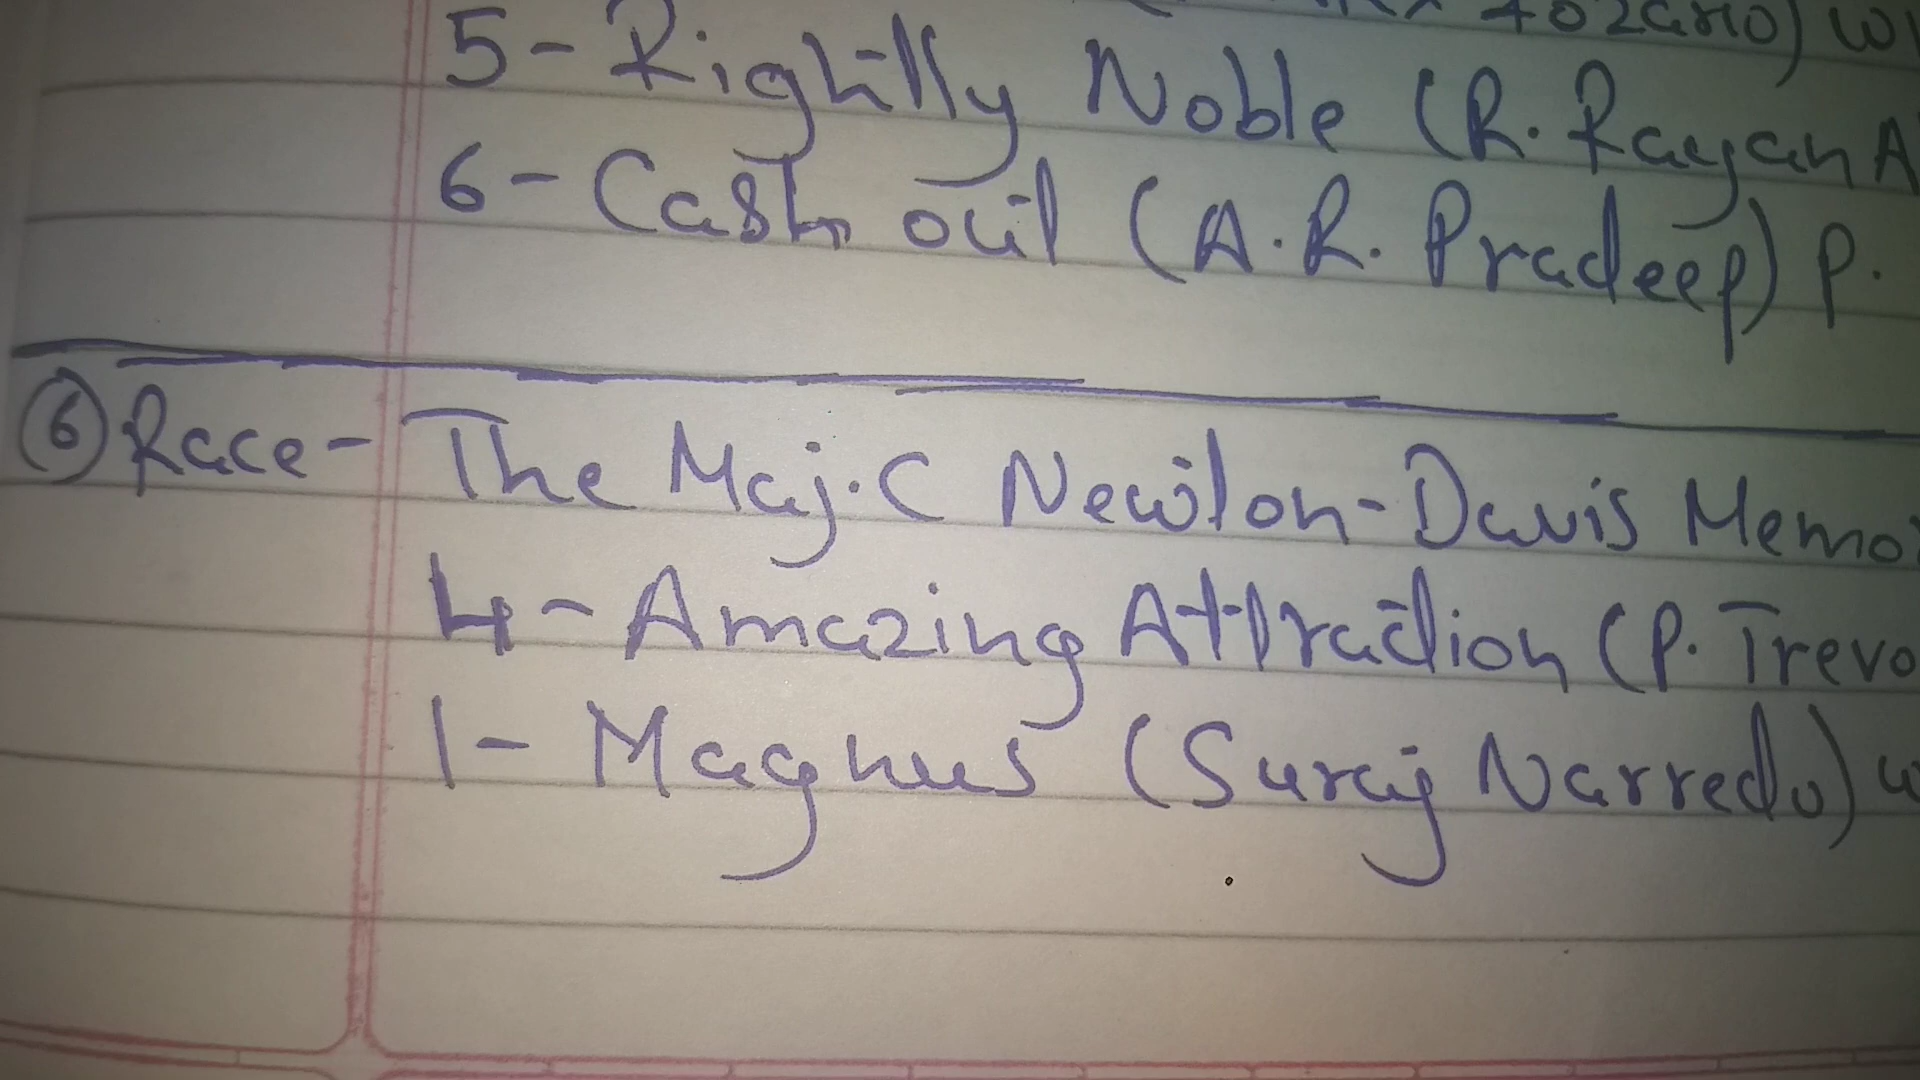 5- Rightly Noble (R. Rayan A
6- Cash out (A.R. Pradeep) P.
6 Race- The Maj.C Newton-Davis Memo
4- Amazing Attraction (P. Trevo
1- Magnus (Suraj Narredu) w